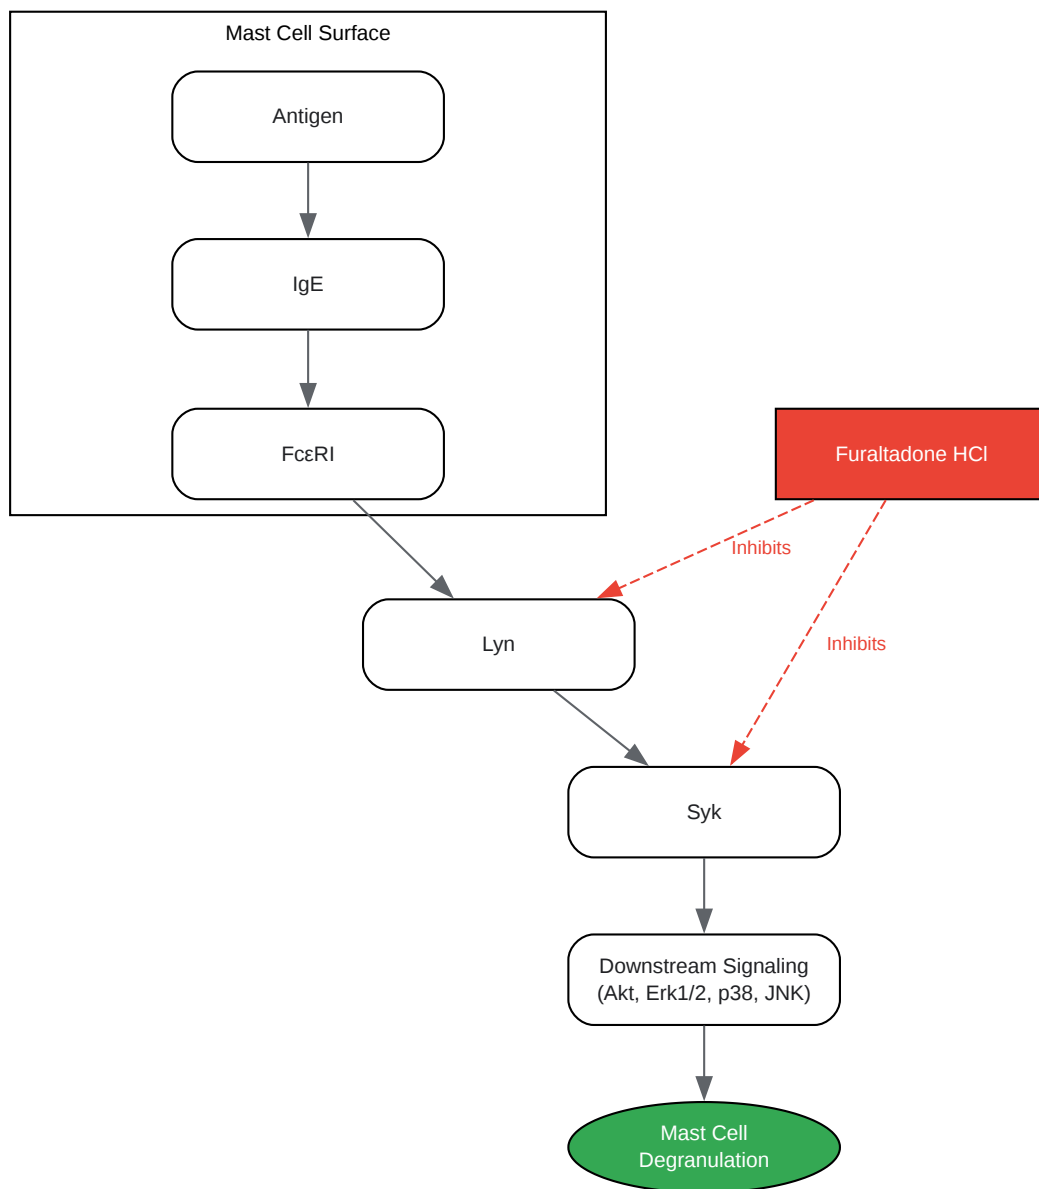 Mast Cell Surface
Antigen
IgE
FcεRI
Furaltadone HCl
Inhibits
Lyn
Inhibits
Syk
Downstream Signaling
(Akt, Erk1/2, p38, JNK)
Mast Cell
Degranulation